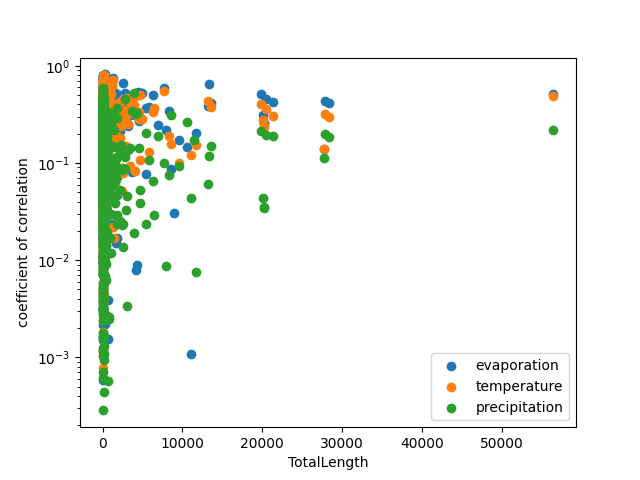 10⁰
10⁻¹
10⁻²
10⁻³
coefficient of correlation
evaporation
temperature
precipitation
0 10000 20000 30000 40000 50000
TotalLength